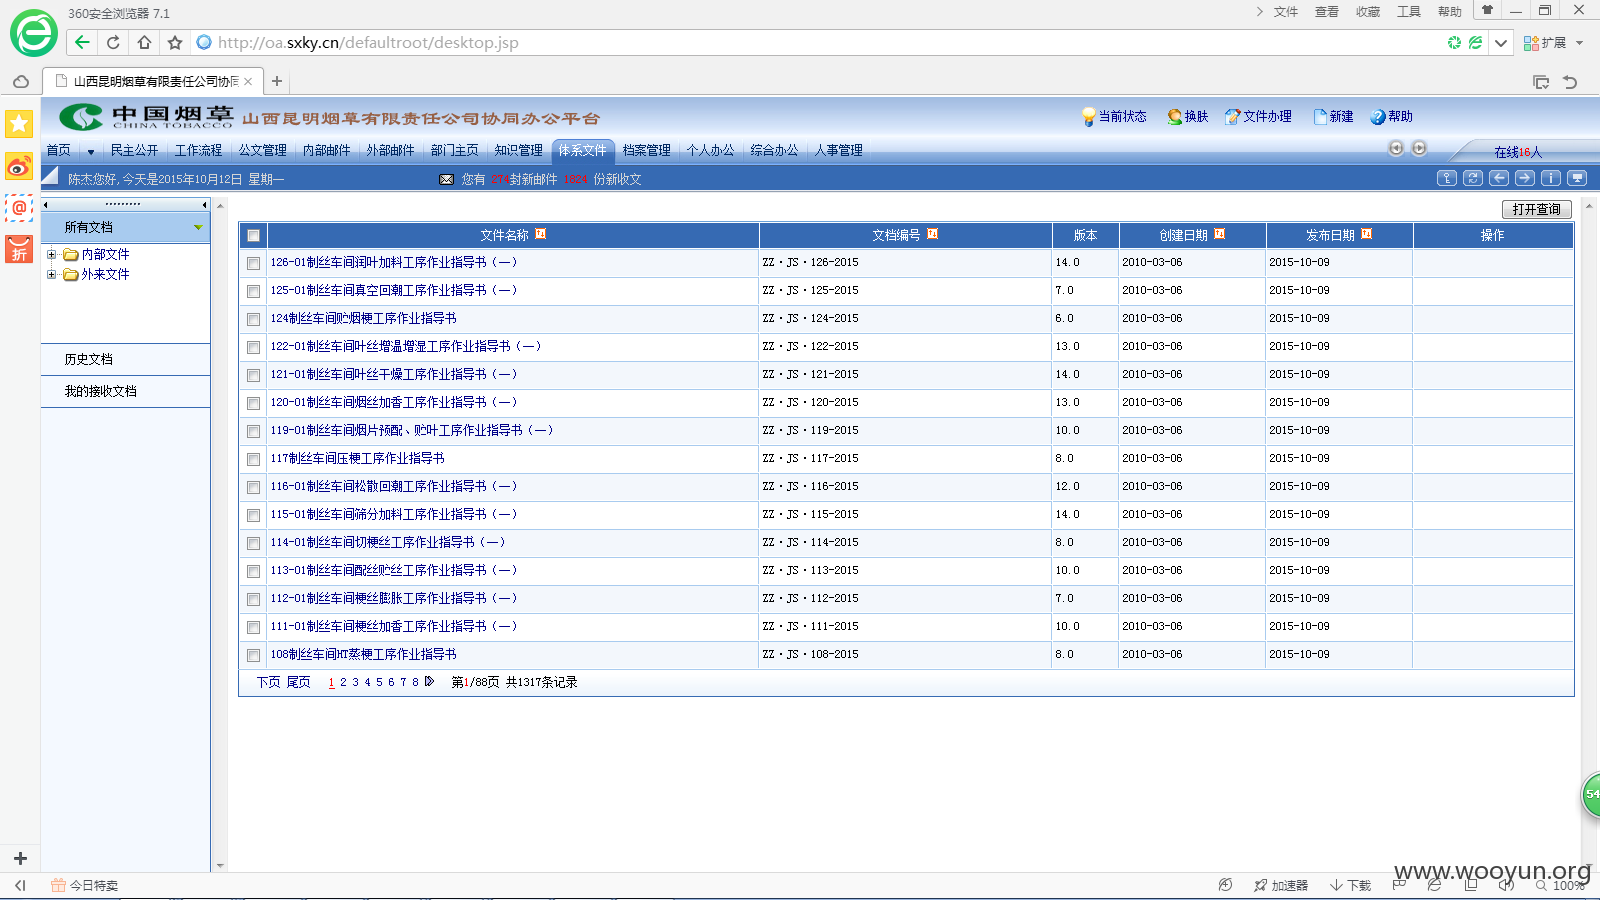 360安全浏览器 7.1
文件 查看 收藏 工具 帮助
http://oa.sxky.cn/defaultroot/desktop.jsp
扩展
山西昆明烟草有限责任公司协同
中国烟草
CHINA TOBACCO
山西昆明烟草有限责任公司协同办公平台
当前状态 换肤 文件办理 新建 帮助
首页 民主公开 工作流程 公文管理 内部邮件 外部邮件 部门主页 知识管理 体系文件 档案管理 个人办公 综合办公 人事管理
在线16人
陈杰您好,今天是2015年10月12日 星期一
您有 274封新邮件 1824 份新收文
折
所有文档
内部文件
外来文件
历史文档
我的接收文档
打开查询
文件名称 文档编号 版本 创建日期 发布日期 操作
126-01制丝车间润叶加料工序作业指导书（一） ZZ·JS·126-2015 14.0 2010-03-06 2015-10-09
125-01制丝车间真空回潮工序作业指导书（一） ZZ·JS·125-2015 7.0 2010-03-06 2015-10-09
124制丝车间贮烟梗工序作业指导书 ZZ·JS·124-2015 6.0 2010-03-06 2015-10-09
122-01制丝车间叶丝增温增湿工序作业指导书（一） ZZ·JS·122-2015 13.0 2010-03-06 2015-10-09
121-01制丝车间叶丝干燥工序作业指导书（一） ZZ·JS·121-2015 14.0 2010-03-06 2015-10-09
120-01制丝车间烟丝加香工序作业指导书（一） ZZ·JS·120-2015 13.0 2010-03-06 2015-10-09
119-01制丝车间烟片预配、贮叶工序作业指导书（一） ZZ·JS·119-2015 10.0 2010-03-06 2015-10-09
117制丝车间压梗工序作业指导书 ZZ·JS·117-2015 8.0 2010-03-06 2015-10-09
116-01制丝车间松散回潮工序作业指导书（一） ZZ·JS·116-2015 12.0 2010-03-06 2015-10-09
115-01制丝车间筛分加料工序作业指导书（一） ZZ·JS·115-2015 14.0 2010-03-06 2015-10-09
114-01制丝车间切梗丝工序作业指导书（一） ZZ·JS·114-2015 8.0 2010-03-06 2015-10-09
113-01制丝车间配丝贮丝工序作业指导书（一） ZZ·JS·113-2015 10.0 2010-03-06 2015-10-09
112-01制丝车间梗丝膨胀工序作业指导书（一） ZZ·JS·112-2015 7.0 2010-03-06 2015-10-09
111-01制丝车间梗丝加香工序作业指导书（一） ZZ·JS·111-2015 10.0 2010-03-06 2015-10-09
108制丝车间HT蒸梗工序作业指导书 ZZ·JS·108-2015 8.0 2010-03-06 2015-10-09
下页 尾页 1 2 3 4 5 6 7 8 第1/88页 共1317条记录
54
www.wooyun.org
今日特卖
加速器 下载 100%